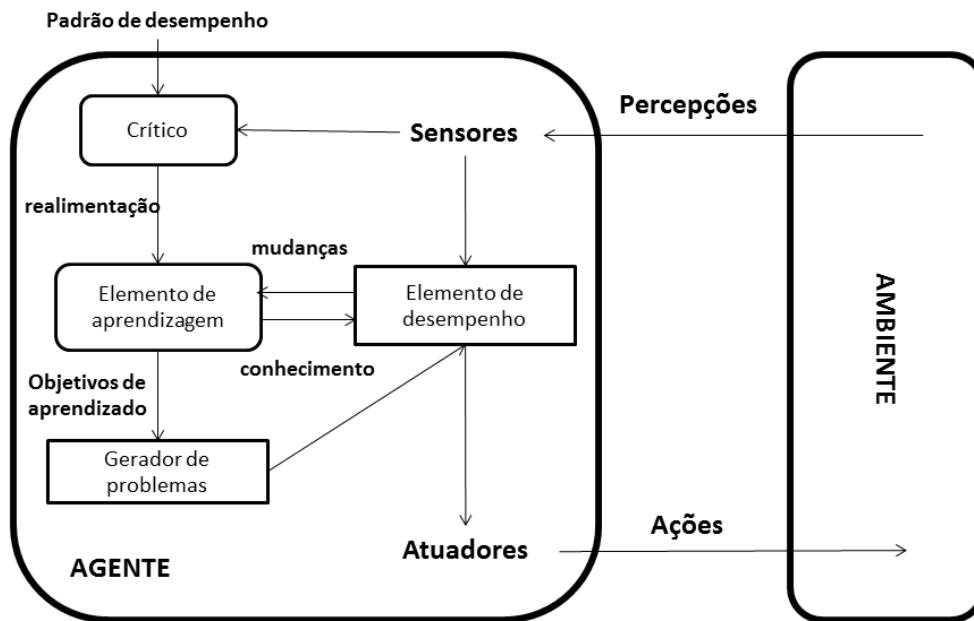 Padrão de desempenho
Crítico
Sensores
Percepções
realimentação
mudanças
Elemento de
aprendizagem
Elemento de
desempenho
conhecimento
Objetivos de
aprendizado
Gerador de
problemas
AGENTE
Atuadores
Ações
AMBIENTE